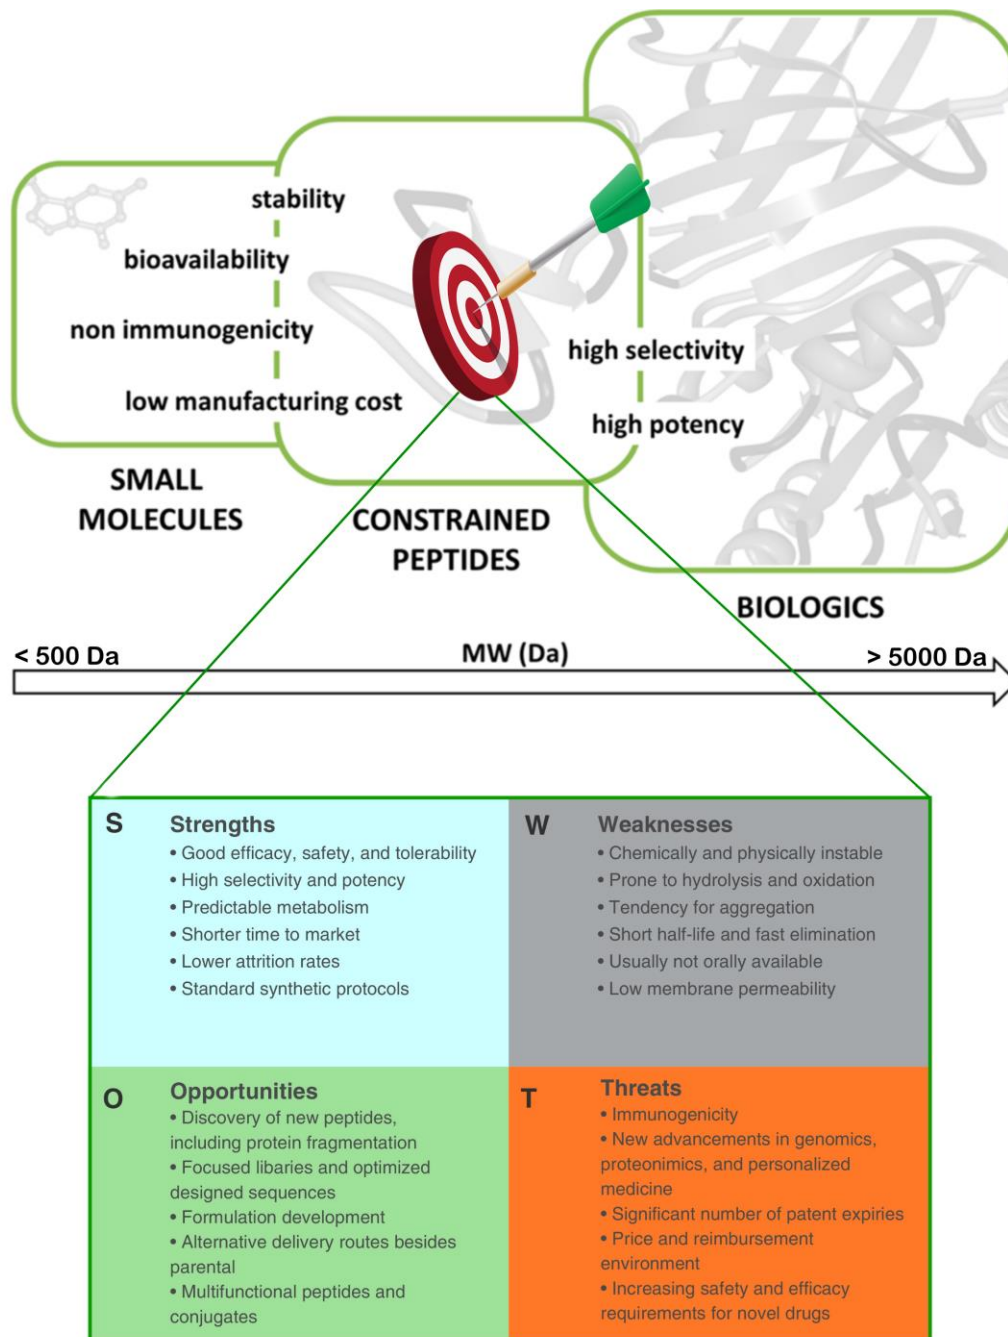 stability
bioavailability
non immunogenicity
low manufacturing cost
high selectivity
high potency
SMALL
MOLECULES
CONSTRAINED
PEPTIDES
BIOLOGICS
< 500 Da
MW (Da)
> 5000 Da
S
Strengths
• Good efficacy, safety, and tolerability
• High selectivity and potency
• Predictable metabolism
• Shorter time to market
• Lower attrition rates
• Standard synthetic protocols
W
Weaknesses
• Chemically and physically instable
• Prone to hydrolysis and oxidation
• Tendency for aggregation
• Short half-life and fast elimination
• Usually not orally available
• Low membrane permeability
O
Opportunities
• Discovery of new peptides,
including protein fragmentation
• Focused libaries and optimized
designed sequences
• Formulation development
• Alternative delivery routes besides
parental
• Multifunctional peptides and
conjugates
T
Threats
• Immunogenicity
• New advancements in genomics,
proteonimics, and personalized
medicine
• Significant number of patent expiries
• Price and reimbursement
environment
• Increasing safety and efficacy
requirements for novel drugs